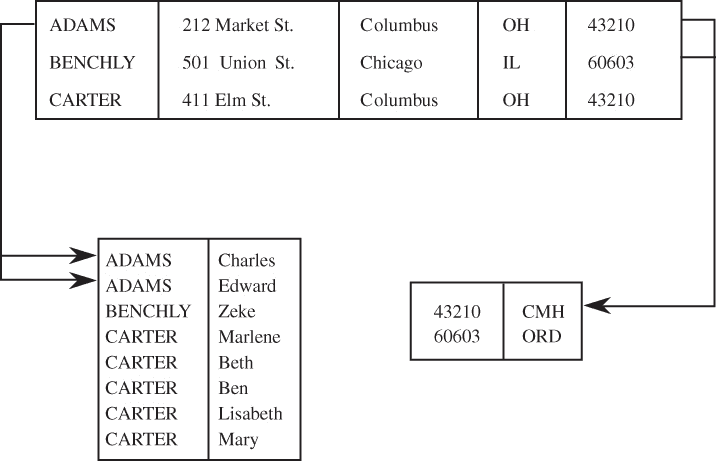 ADAMS 212 Market St. Columbus OH 43210
BENCHLY 501 Union St. Chicago IL 60603
CARTER 411 Elm St. Columbus OH 43210
ADAMS Charles
ADAMS Edward
BENCHLY Zeke
CARTER Marlene
CARTER Beth
CARTER Ben
CARTER Lisabeth
CARTER Mary
43210 CMH
60603 ORD